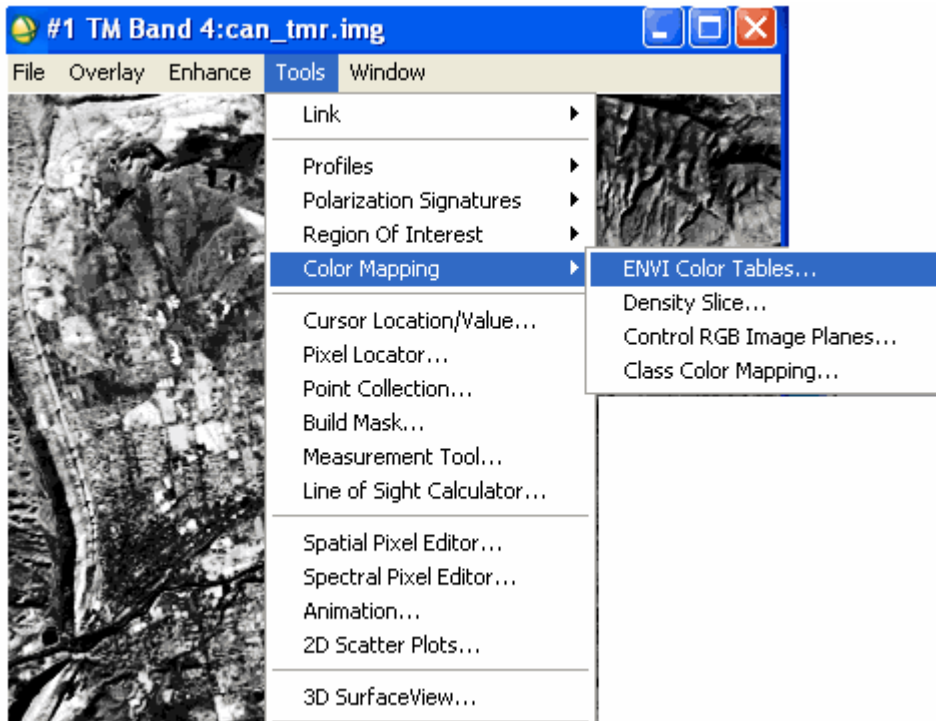 #1 TM Band 4:can_tmr.img
File Overlay Enhance Tools Window
Link
Profiles
Polarization Signatures
Region Of Interest
Color Mapping
ENVI Color Tables...
Density Slice...
Control RGB Image Planes...
Class Color Mapping...
Cursor Location/Value...
Pixel Locator...
Point Collection...
Build Mask...
Measurement Tool...
Line of Sight Calculator...
Spatial Pixel Editor...
Spectral Pixel Editor...
Animation...
2D Scatter Plots...
3D SurfaceView...